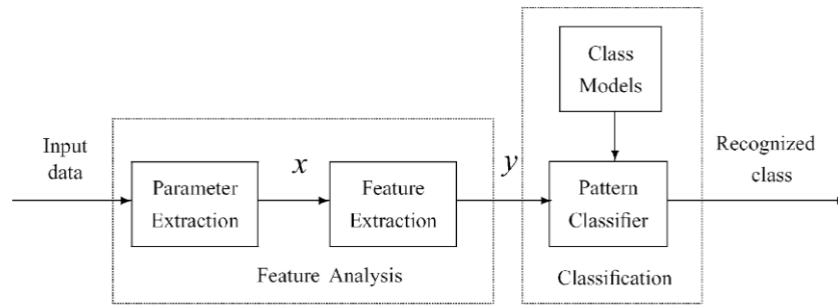 Class
Models
Input
data
Parameter
Extraction
x
Feature
Extraction
y
Pattern
Classifier
Recognized
class
Feature Analysis
Classification